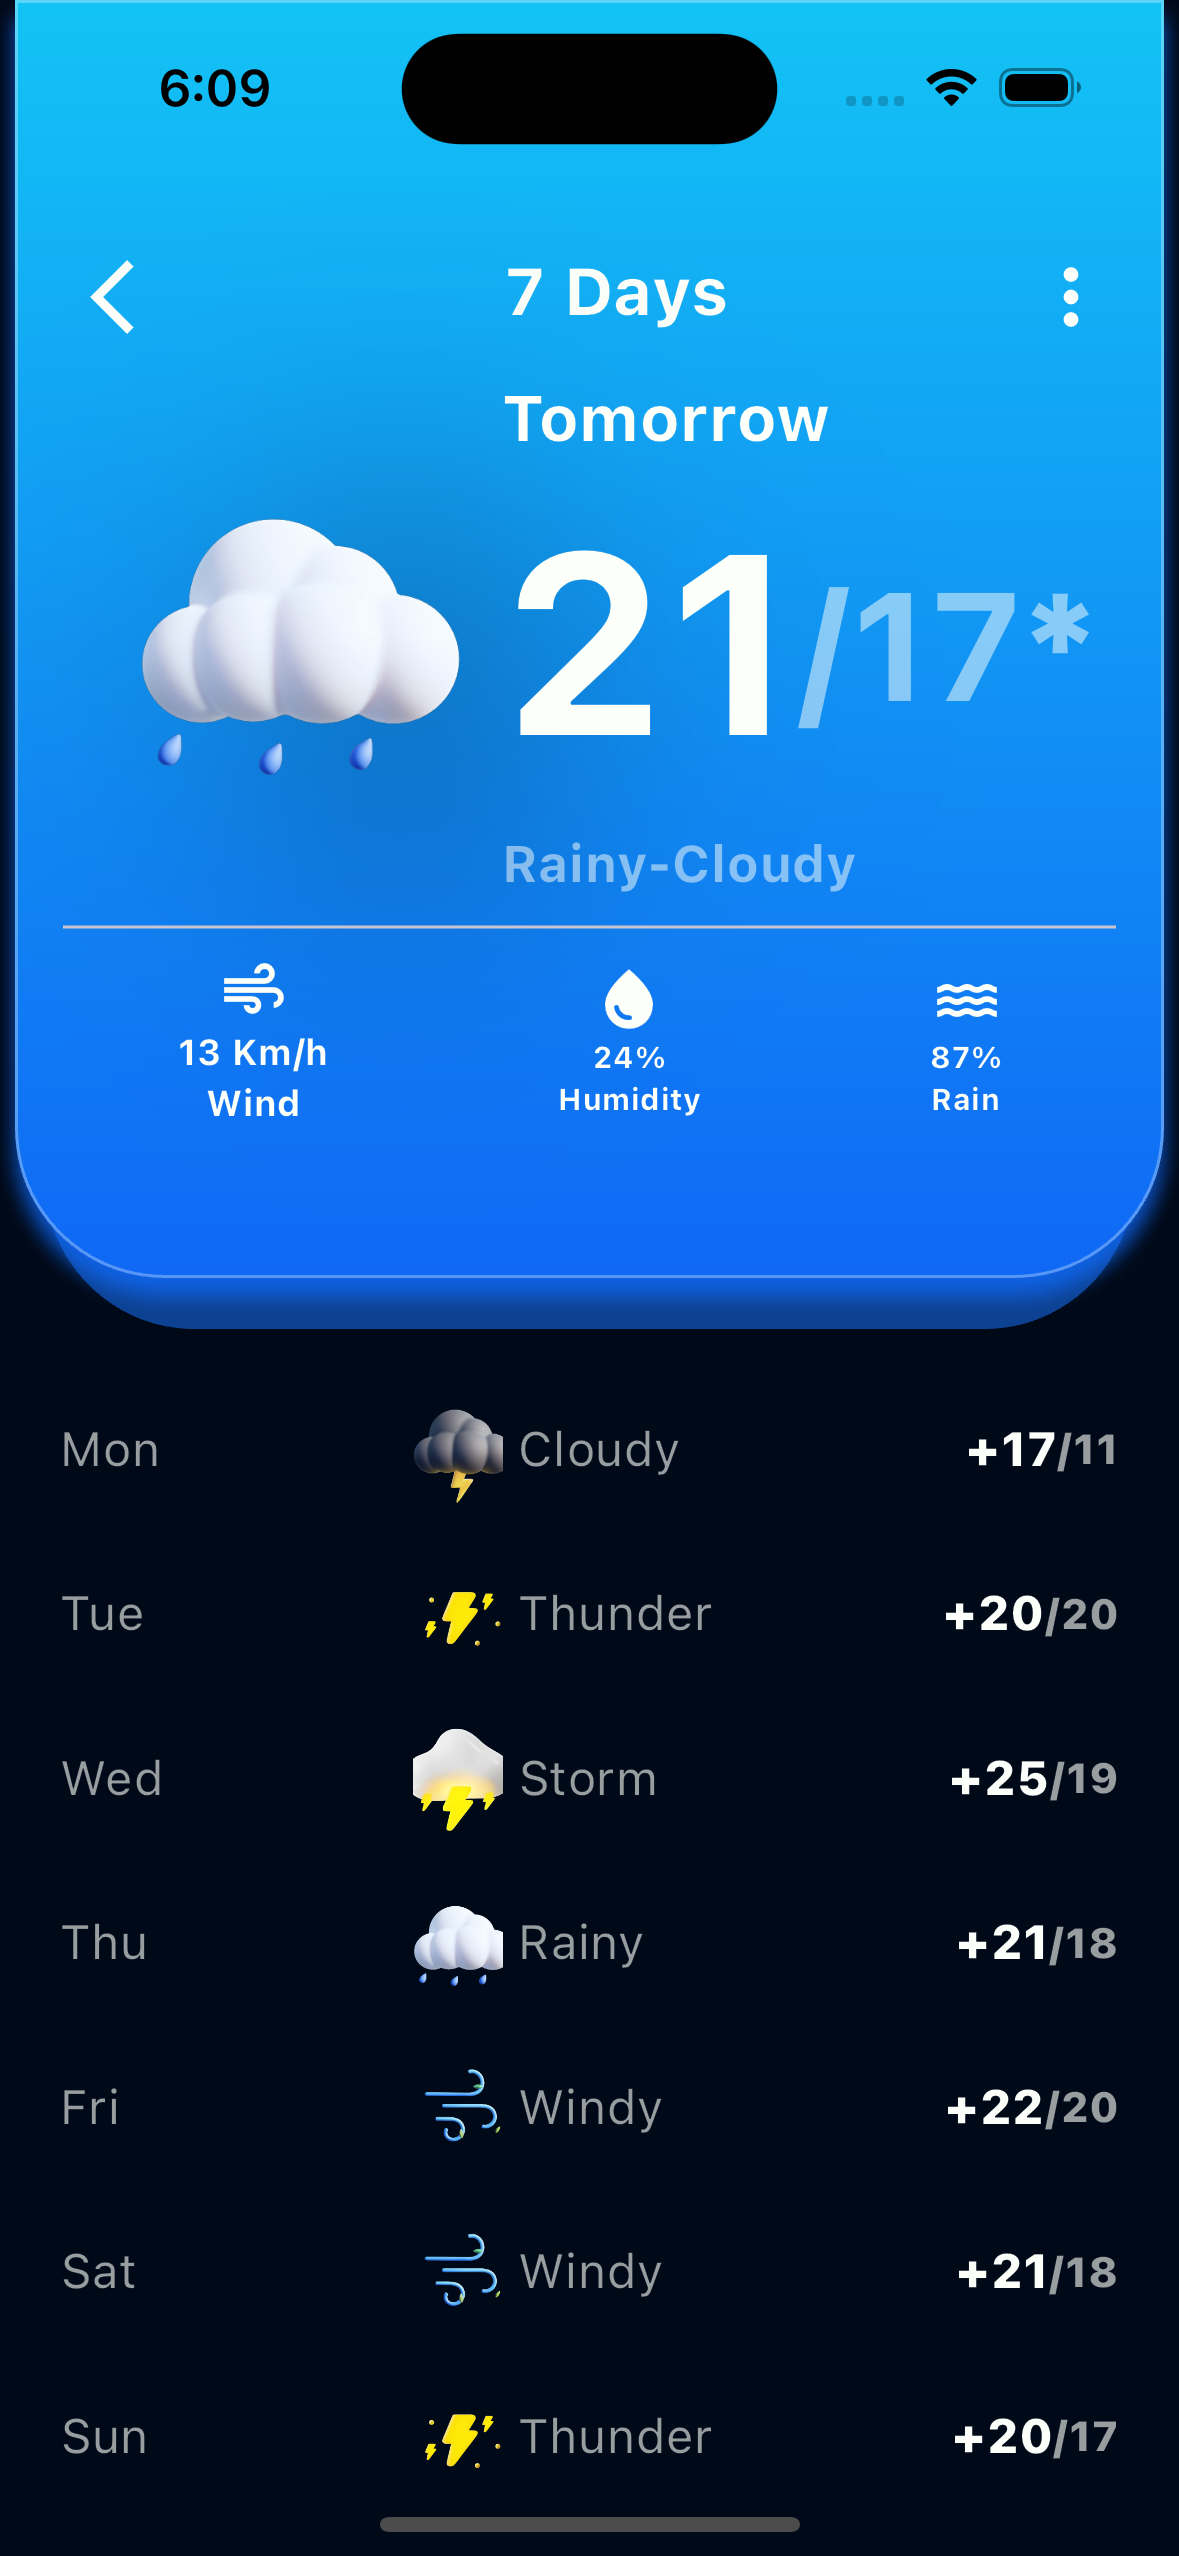 6:09
7 Days
Tomorrow
21/17*
Rainy-Cloudy
13 Km/h
Wind
24%
Humidity
87%
Rain
Mon Cloudy +17/11
Tue Thunder +20/20
Wed Storm +25/19
Thu Rainy +21/18
Fri Windy +22/20
Sat Windy +21/18
Sun Thunder +20/17